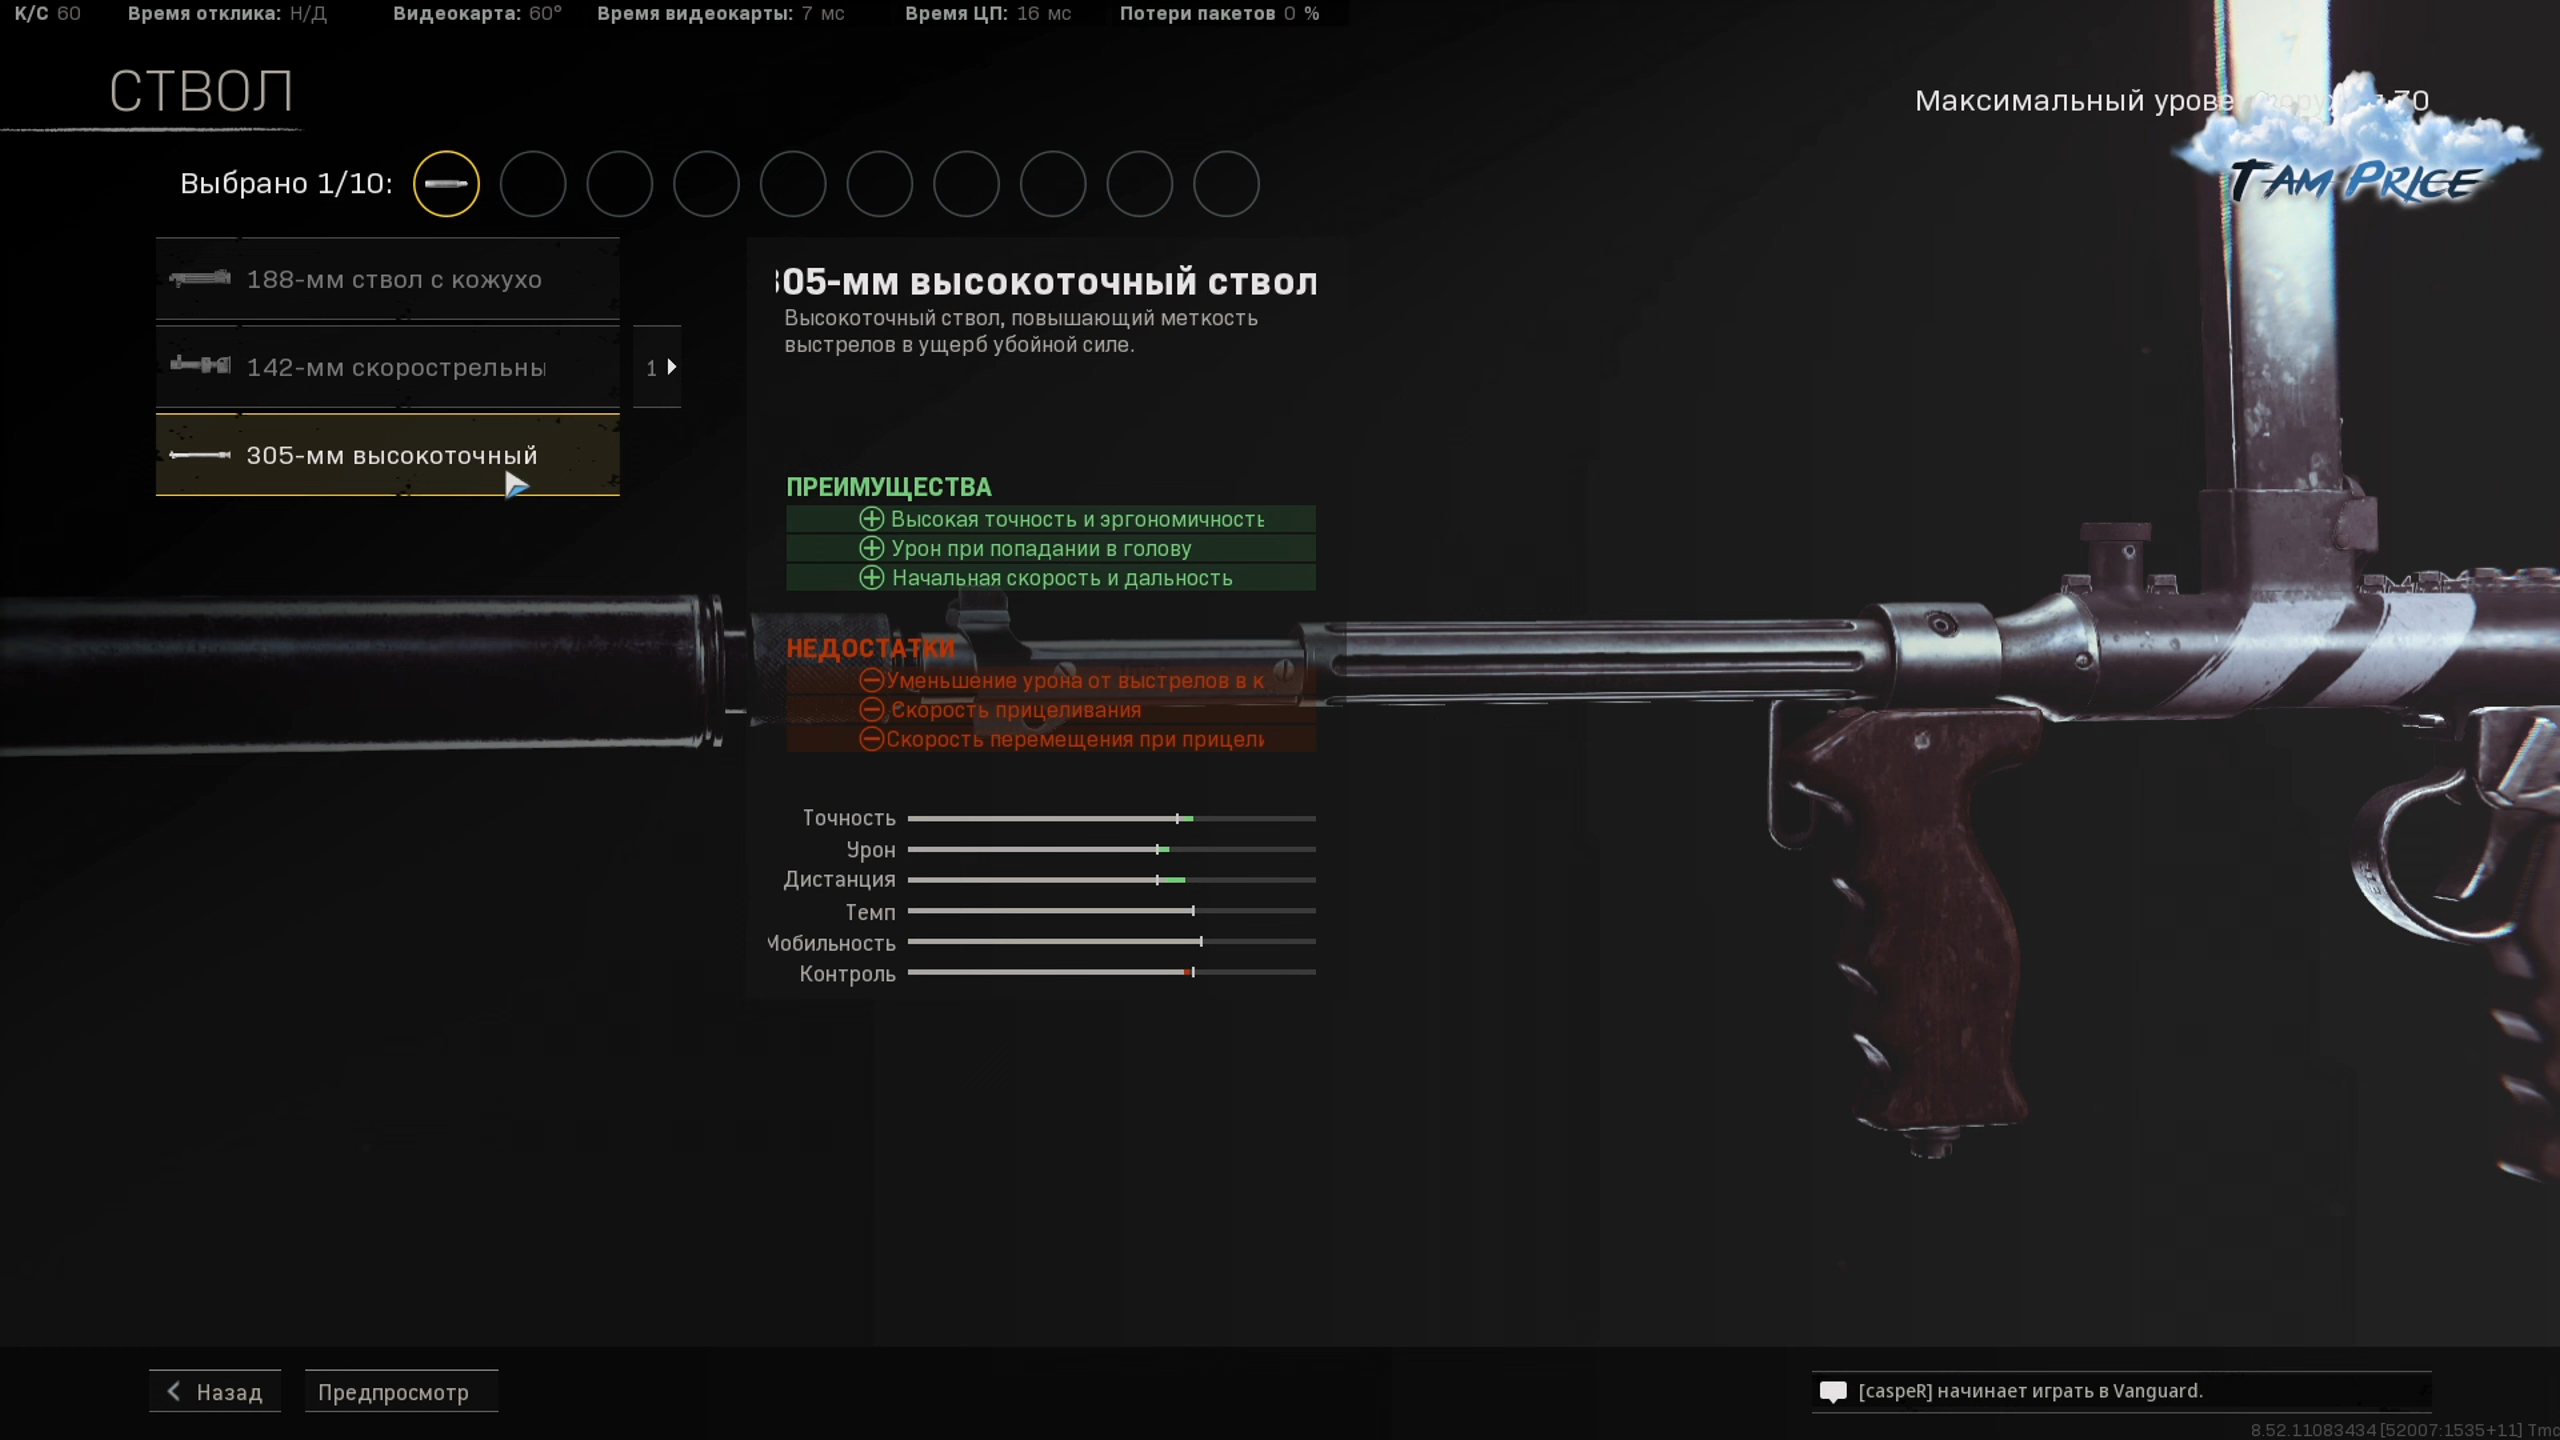 К/С 60 Время отклика: Н/Д Видеокарта: 60° Время видеокарты: 7 мс Время ЦП: 16 мс Потери пакетов 0 %
СТВОЛ
Максимальный урове 70
TAM PRICE
Выбрано 1/10:
188-мм ствол с кожухо
142-мм скорострельны
1
305-мм высокоточный
305-мм высокоточный ствол
Высокоточный ствол, повышающий меткость
выстрелов в ущерб убойной силе.
ПРЕИМУЩЕСТВА
Высокая точность и эргономичность
Урон при попадании в голову
Начальная скорость и дальность
НЕДОСТАТКИ
Уменьшение урона от выстрелов в к
Скорость прицеливания
Скорость перемещения при прицели
Точность
Урон
Дистанция
Темп
Мобильность
Контроль
Назад
Предпросмотр
[caspeR] начинает играть в Vanguard.
8.52.11083434 [52007:1535+11] Tmc